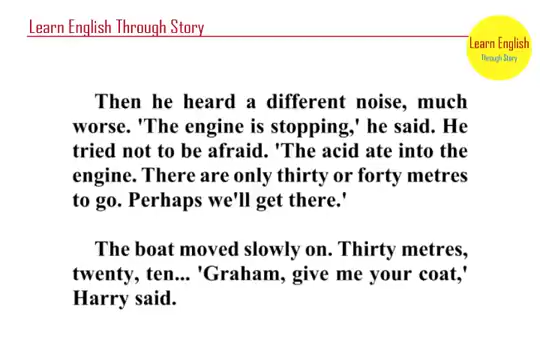 Learn English Through Story
Learn English
Through Story
Then he heard a different noise, much
worse. 'The engine is stopping,' he said. He
tried not to be afraid. 'The acid ate into the
engine. There are only thirty or forty metres
to go. Perhaps we'll get there.'
The boat moved slowly on. Thirty metres,
twenty, ten... 'Graham, give me your coat,'
Harry said.